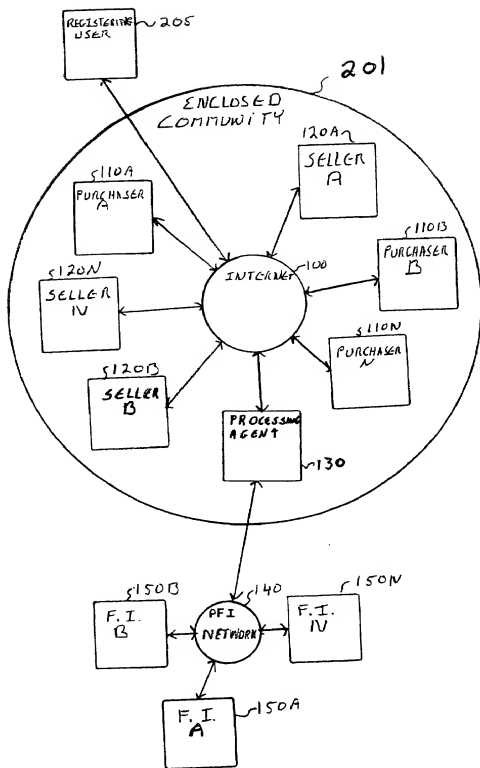 REGISTERING
USER
205
201
ENCLOSED
COMMUNITY
120A
SELLER
A
110A
PURCHASER
A
110B
PURCHASER
B
INTERNET
100
120N
SELLER
N
110N
PURCHASER
N
120B
SELLER
B
PROCESSING
AGENT
130
150B
F.I.
B
140
PFI
NETWORK
150N
F.I.
N
F.I.
A
150A